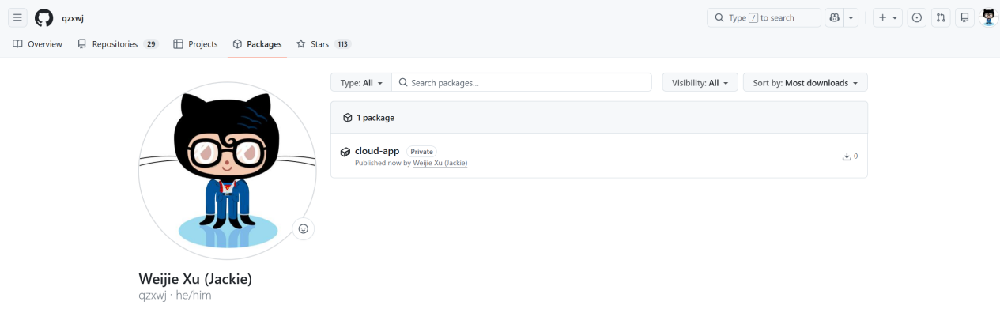 qzxwj
Type / to search
Overview Repositories 29 Projects Packages Stars 113
Type: All Search packages... Visibility: All Sort by: Most downloads
1 package
cloud-app Private
Published now by Weijie Xu (Jackie)
0
Weijie Xu (Jackie)
qzxwj · he/him